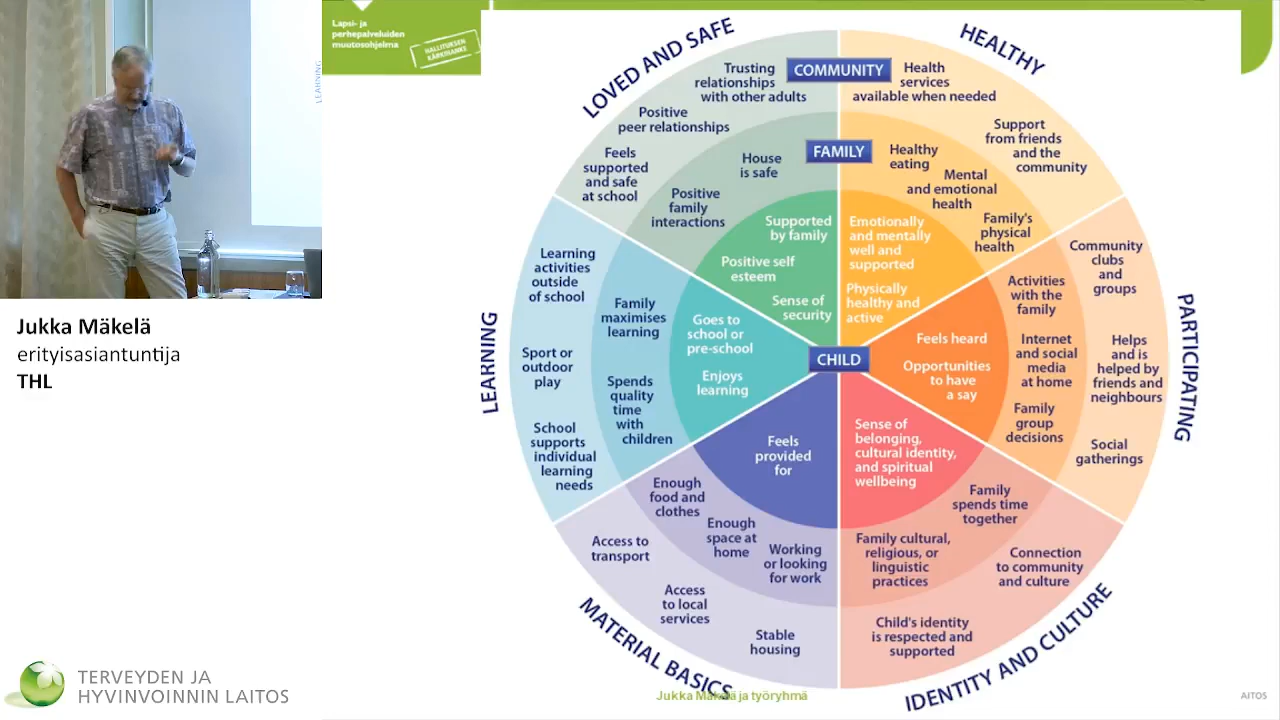 Lapsi- ja
perhepalveluiden
muutosohjelma
HALLITUKSEN
KÄRKIHANKE
LEARNING
Jukka Mäkelä
erityisasiantuntija
THL
TERVEYDEN JA
HYVINVOINNIN LAITOS
LOVED AND SAFE
COMMUNITY
Trusting
relationships
with other adults
Positive
peer relationships
Feels
supported
and safe
at school
FAMILY
House
is safe
Positive
family
interactions
Supported
by family
Positive self
esteem
Sense of
security
HEALTHY
Health
services
available when needed
Support
from friends
and the
community
Healthy
eating
Mental
and emotional
health
Family's
physical
health
Emotionally
and mentally
well and
supported
Physically
healthy and
active
PARTICIPATING
Community
clubs
and
groups
Helps
and is
helped by
friends and
neighbours
Social
gatherings
Activities
with the
family
Internet
and social
media
at home
Family
group
decisions
Feels heard
Opportunities
to have
a say
CHILD
LEARNING
Learning
activities
outside
of school
Sport or
outdoor
play
School
supports
individual
learning
needs
Family
maximises
learning
Spends
quality
time
with
children
Goes to
school or
pre-school
Enjoys
learning
MATERIAL BASICS
Feels
provided
for
Enough
food and
clothes
Enough
space at
home
Working
or looking
for work
Access to
transport
Access
to local
services
Stable
housing
IDENTITY AND CULTURE
Sense of
belonging,
cultural identity,
and spiritual
wellbeing
Family
spends time
together
Family cultural,
religious, or
linguistic
practices
Connection
to community
and culture
Child's identity
is respected and
supported
Jukka Mäkelä ja työryhmä
AITOS